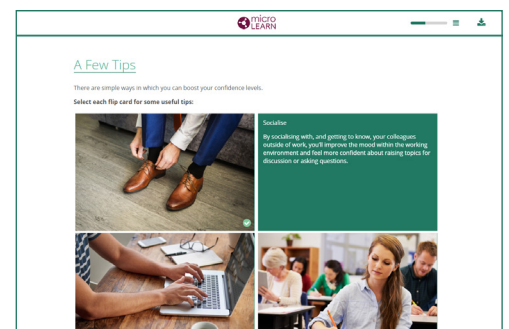 micro
LEARN
A Few Tips
There are simple ways in which you can boost your confidence levels.
Select each flip card for some useful tips:
Socialise
By socialising with, and getting to know, your colleagues
outside of work, you'll improve the mood within the working
environment and feel more confident about raising topics for
discussion or asking questions.